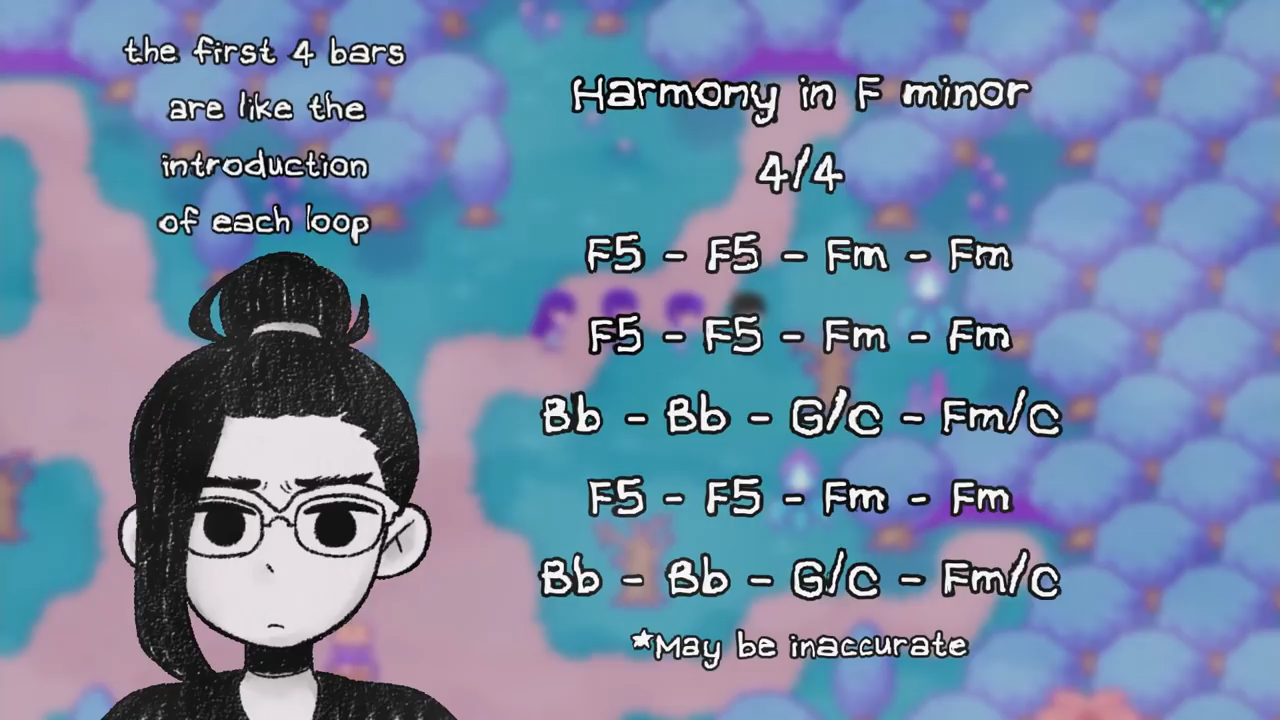 the first 4 bars
are like the
introduction
of each loop
Harmony in F minor
4/4
F5 - F5 - Fm - Fm
F5 - F5 - Fm - Fm
Bb - Bb - G/C - Fm/C
F5 - F5 - Fm - Fm
Bb - Bb - G/C - Fm/C
*May be inaccurate